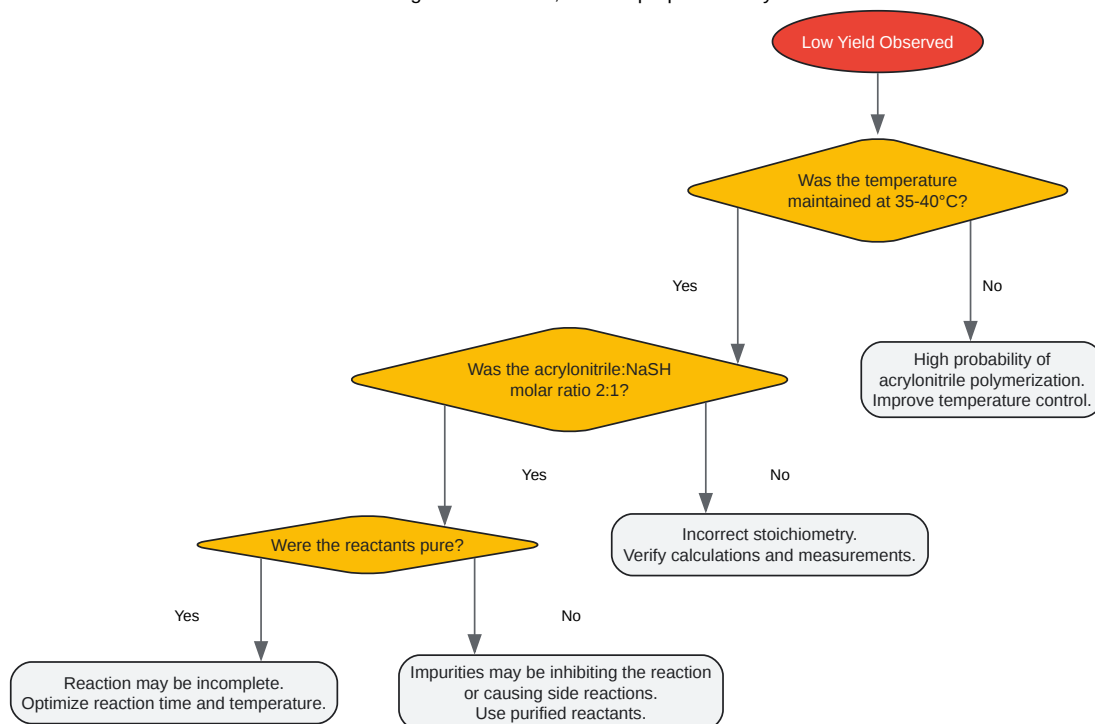 Low Yield Observed
Was the temperature
maintained at 35-40°C?
Yes
No
High probability of
acrylonitrile polymerization.
Improve temperature control.
Was the acrylonitrile:NaSH
molar ratio 2:1?
Yes
No
Incorrect stoichiometry.
Verify calculations and measurements.
Were the reactants pure?
Yes
No
Reaction may be incomplete.
Optimize reaction time and temperature.
Impurities may be inhibiting the reaction
or causing side reactions.
Use purified reactants.